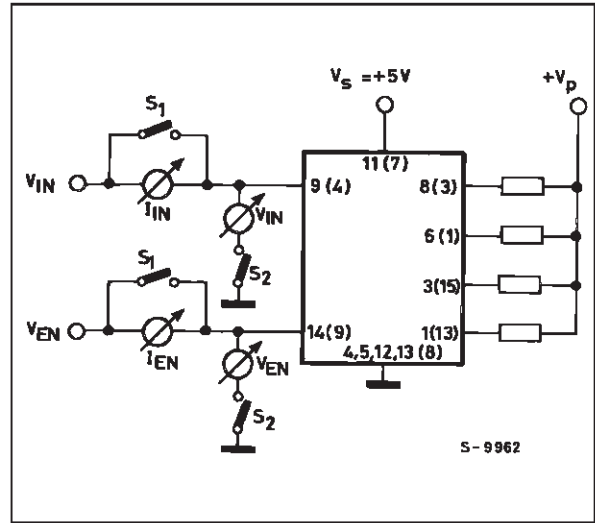 V_s = +5V
+V_p
S_1
11(7)
V_IN
I_IN
9(4)
8(3)
V_IN
6(1)
S_2
S_1
3(15)
V_EN
I_EN
14(9)
1(13)
V_EN
4,5,12,13(8)
S_2
S-9962